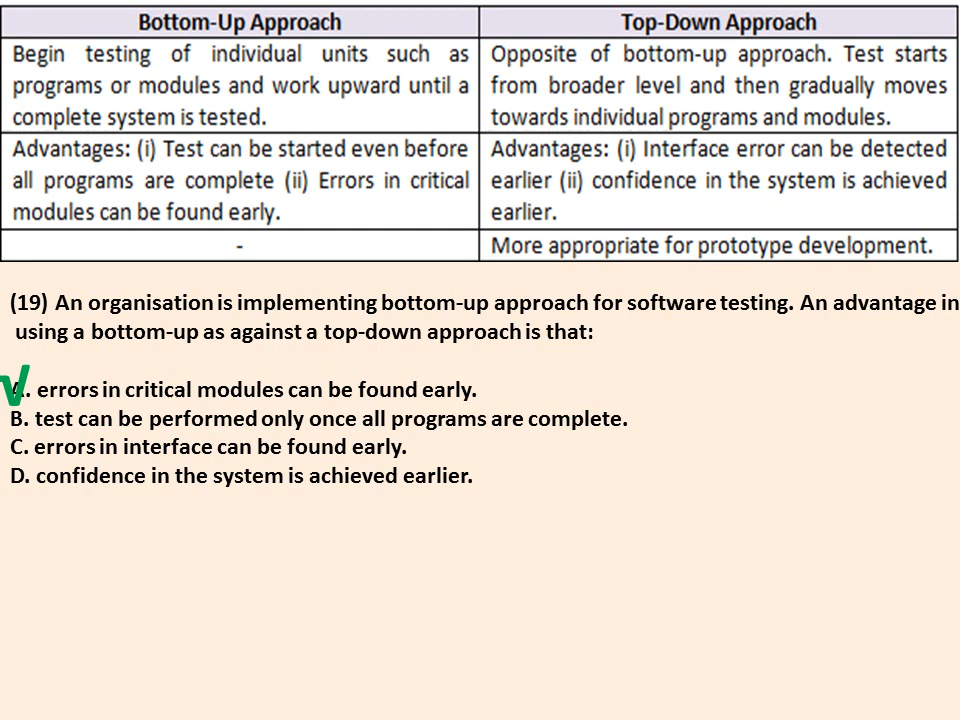 Bottom-Up Approach
Top-Down Approach
Begin testing of individual units such as
programs or modules and work upward until a
complete system is tested.
Opposite of bottom-up approach. Test starts
from broader level and then gradually moves
towards individual programs and modules.
Advantages: (i) Test can be started even before
all programs are complete (ii) Errors in critical
modules can be found early.
Advantages: (i) Interface error can be detected
earlier (ii) confidence in the system is achieved
earlier.
-
More appropriate for prototype development.
(19) An organisation is implementing bottom-up approach for software testing. An advantage in
using a bottom-up as against a top-down approach is that:
√
A. errors in critical modules can be found early.
B. test can be performed only once all programs are complete.
C. errors in interface can be found early.
D. confidence in the system is achieved earlier.